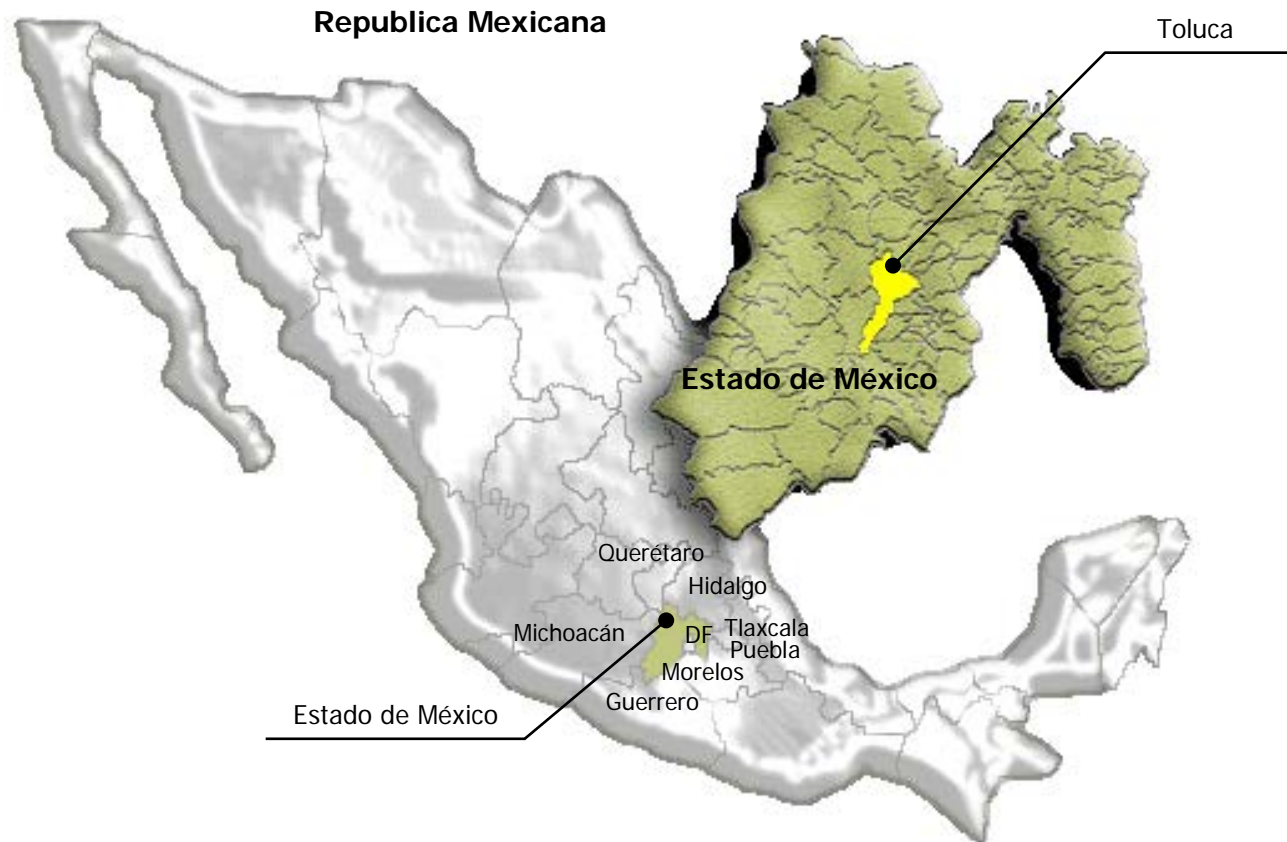 Republica Mexicana
Toluca
Estado de México
Querétaro
Hidalgo
Michoacán
DF
Tlaxcala
Puebla
Morelos
Guerrero
Estado de México